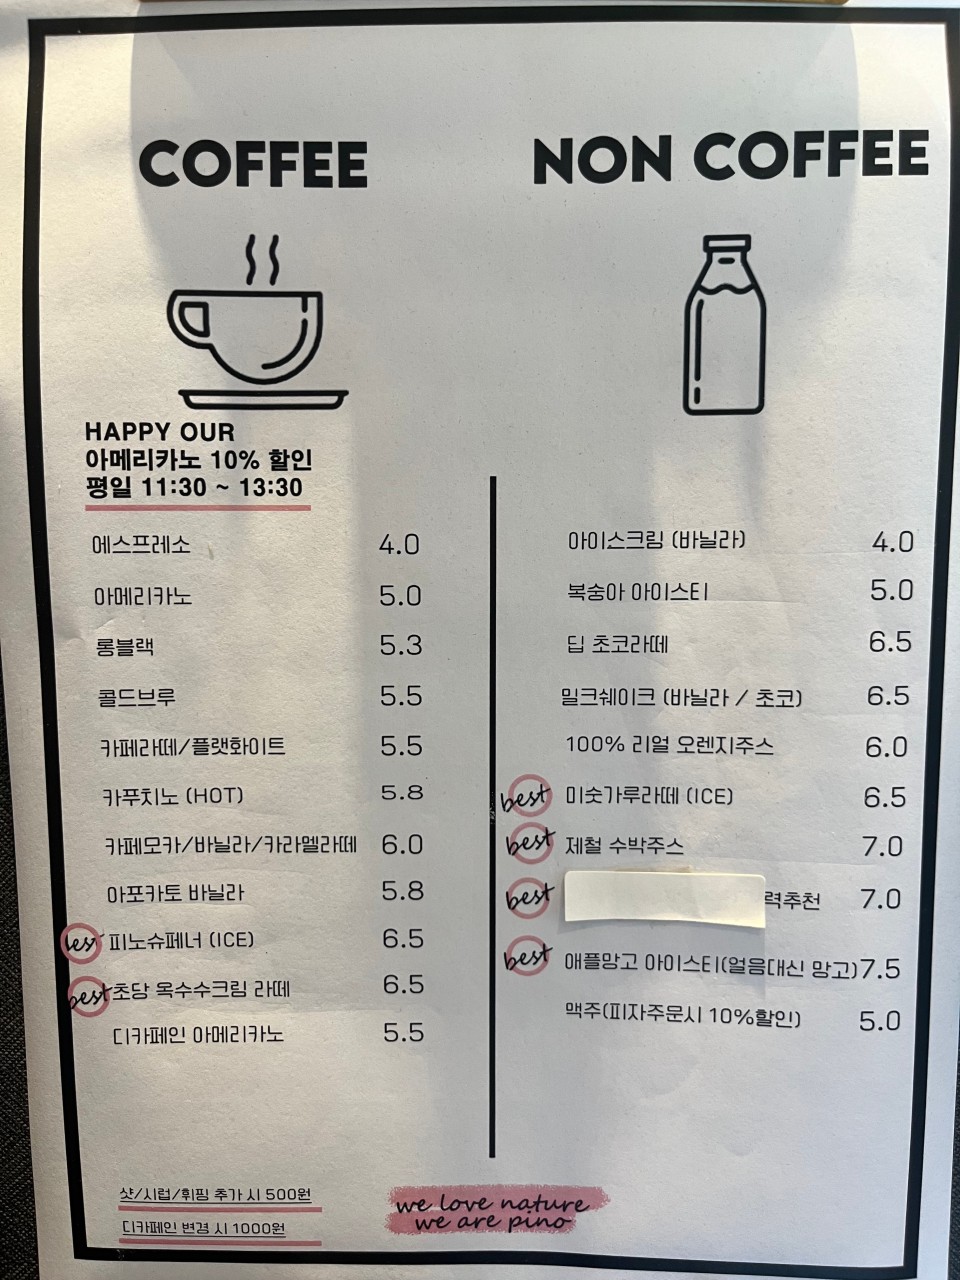 COFFEE
HAPPY OUR
아메리카노 10% 할인
평일 11:30 ~ 13:30
에스프레소 4.0
아메리카노 5.0
롱블랙 5.3
콜드브루 5.5
카페라떼/플랫화이트 5.5
카푸치노 (HOT) 5.8
카페모카/바닐라/카라멜라떼 6.0
아포카토 바닐라 5.8
best 피노슈페너 (ICE) 6.5
best 초당 옥수수크림 라떼 6.5
디카페인 아메리카노 5.5
샷/시럽/휘핑 추가 시 500원
디카페인 변경 시 1000원
NON COFFEE
아이스크림 (바닐라) 4.0
복숭아 아이스티 5.0
딥 초코라떼 6.5
밀크쉐이크 (바닐라 / 초코) 6.5
100% 리얼 오렌지주스 6.0
best 미숫가루라떼 (ICE) 6.5
best 제철 수박주스 7.0
best 력추천 7.0
best 애플망고 아이스티(얼음대신 망고) 7.5
맥주(피자주문시 10%할인) 5.0
we love nature
we are pino